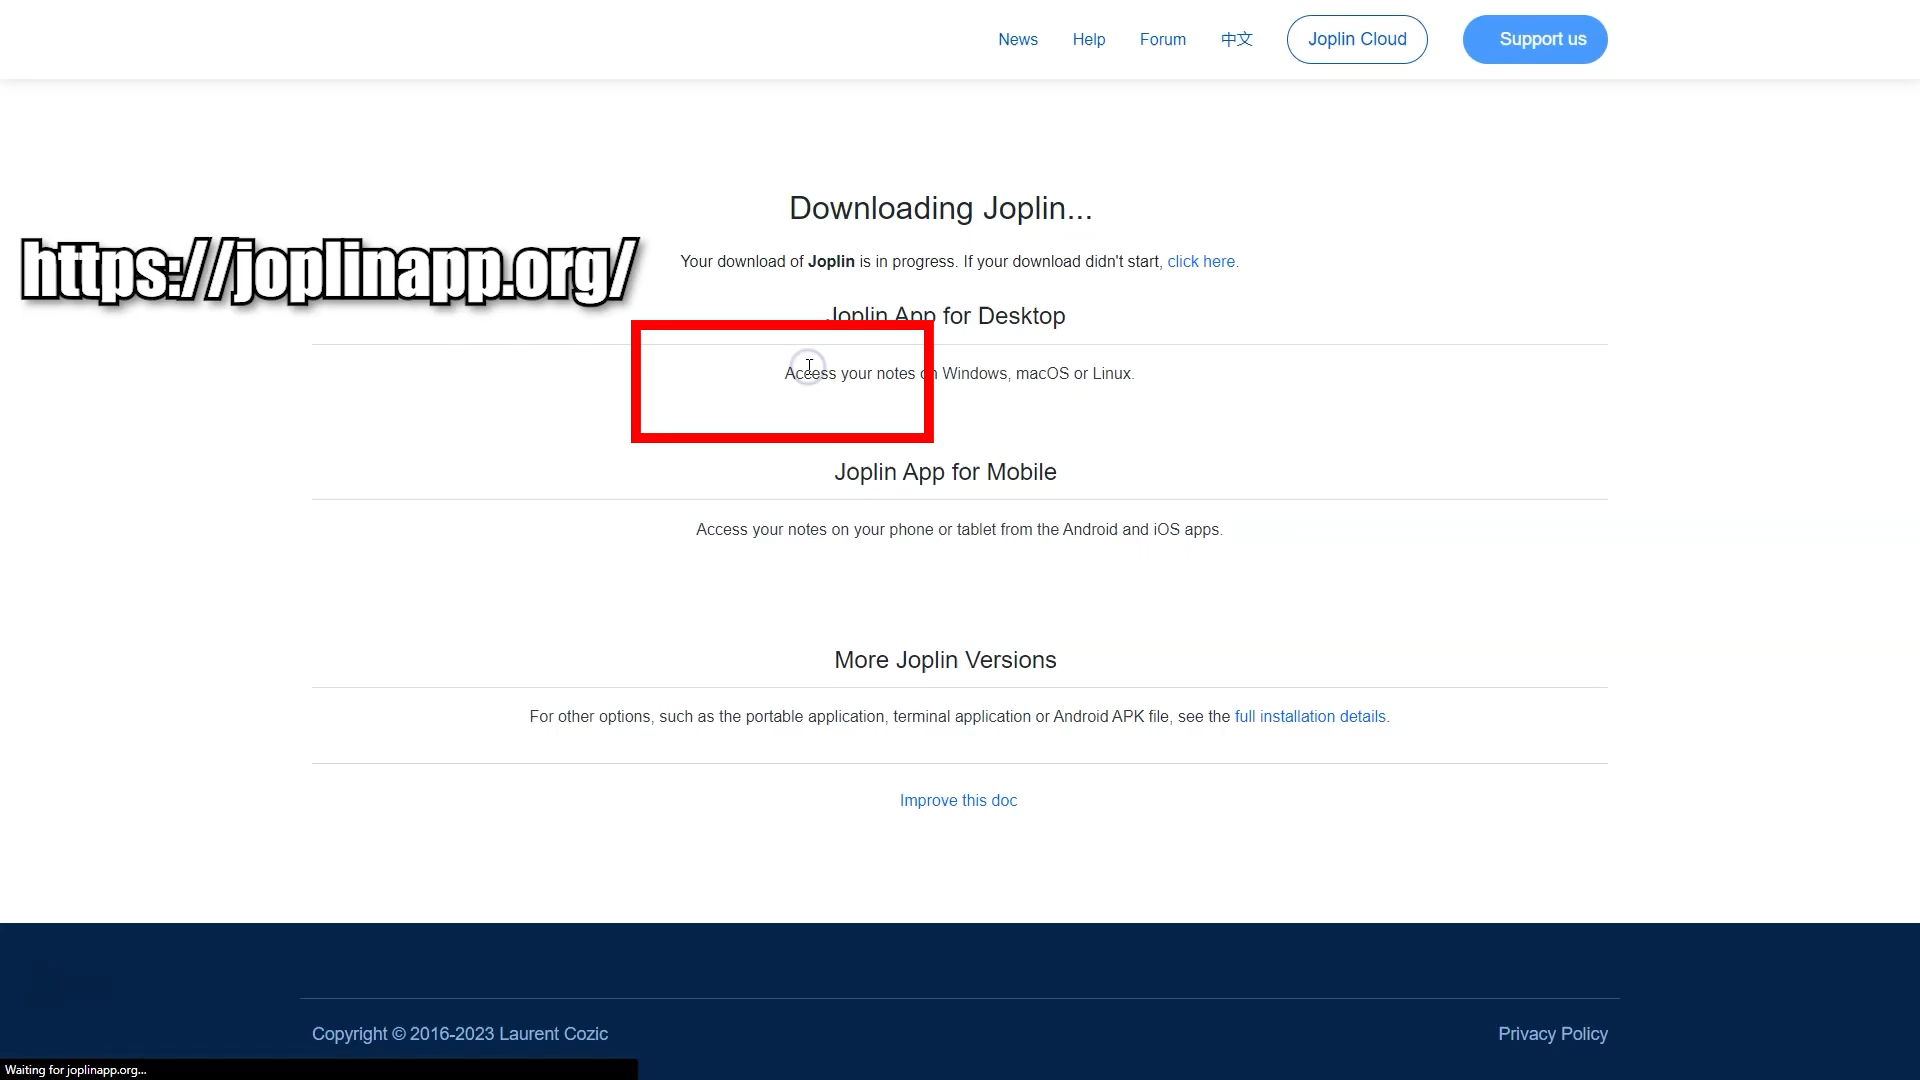 News Help Forum 中文 Joplin Cloud Support us
Downloading Joplin...
https://joplinapp.org/
Your download of Joplin is in progress. If your download didn't start, click here.
Joplin App for Desktop
Access your notes on Windows, macOS or Linux.
Joplin App for Mobile
Access your notes on your phone or tablet from the Android and iOS apps.
More Joplin Versions
For other options, such as the portable application, terminal application or Android APK file, see the full installation details.
Improve this doc
Copyright © 2016-2023 Laurent Cozic
Privacy Policy
Waiting for joplinapp.org...